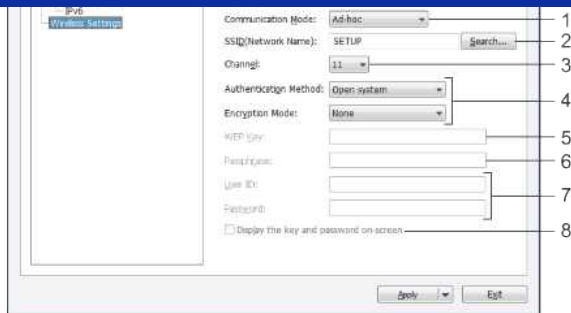 IPv6
Wireless Settings
Communication Mode: Ad-hoc 1
SSID(Network Name): SETUP Search... 2
Channel: 11 3
Authentication Method: Open system 4
Encryption Mode: None
WEP Key: 5
Passphrase: 6
User ID: 7
Password:
Display the key and password on-screen 8
Apply Exit